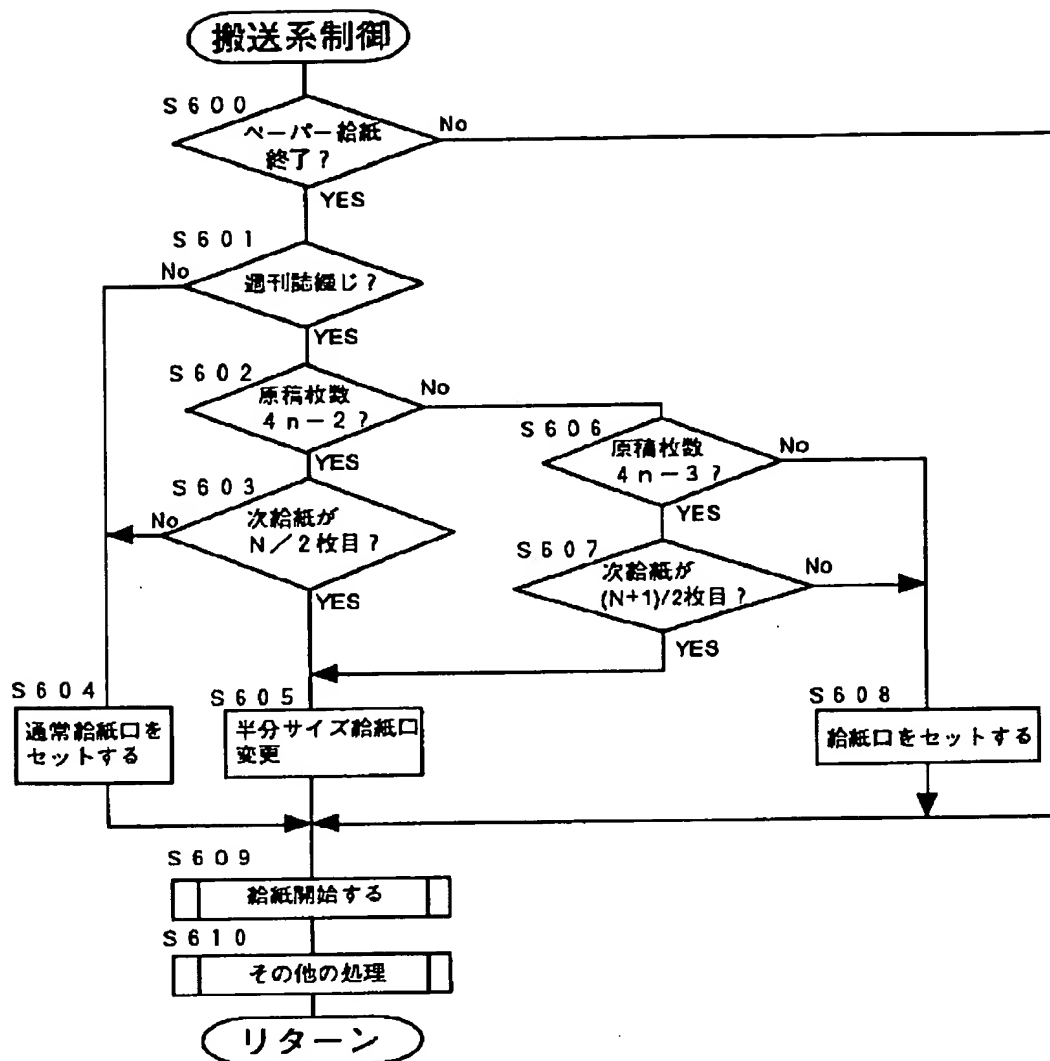 搬送系制御
S600
ペーパー給紙
終了?
No
YES
S601
週刊誌綴じ?
No
YES
S602
原稿枚数
4n-2?
No
YES
S603
次給紙が
N/2枚目?
No
YES
S606
原稿枚数
4n-3?
No
YES
S607
次給紙が
(N+1)/2枚目?
No
YES
S604
通常給紙口を
セットする
S605
半分サイズ給紙口
変更
S608
給紙口をセットする
S609
給紙開始する
S610
その他の処理
リターン